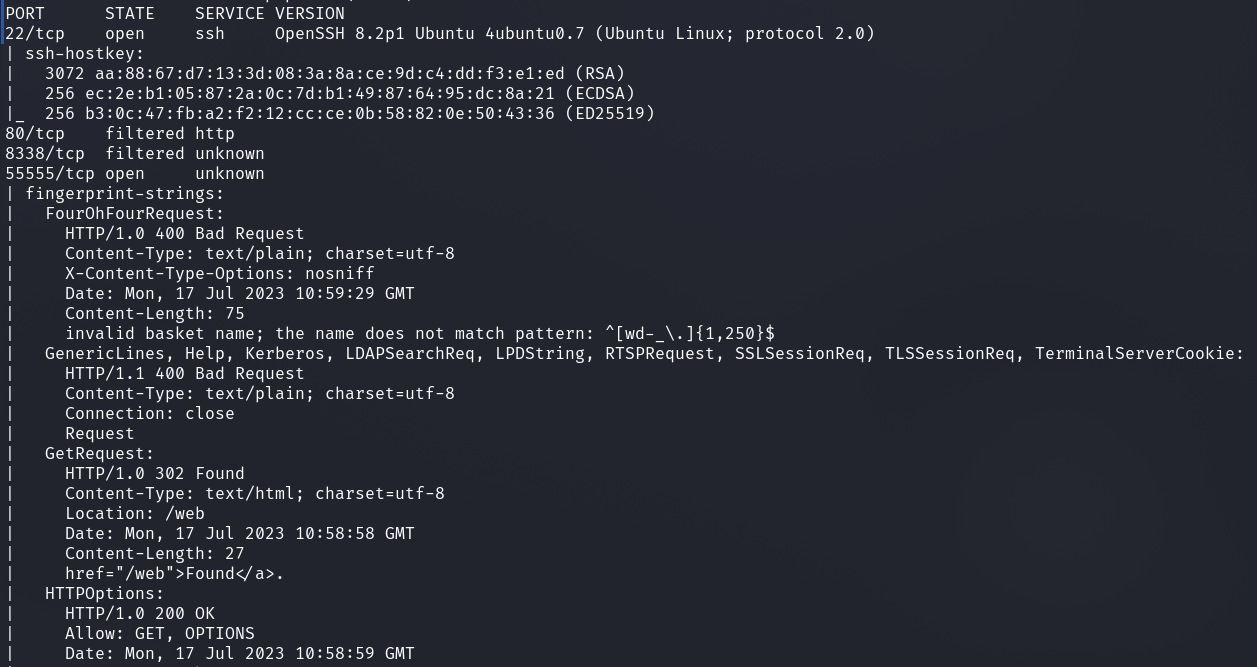 PORT      STATE    SERVICE VERSION
22/tcp    open     ssh     OpenSSH 8.2p1 Ubuntu 4ubuntu0.7 (Ubuntu Linux; protocol 2.0)
| ssh-hostkey:
|   3072 aa:88:67:d7:13:3d:08:3a:8a:ce:9d:c4:dd:f3:e1:ed (RSA)
|   256 ec:2e:b1:05:87:2a:0c:7d:b1:49:87:64:95:dc:8a:21 (ECDSA)
|_  256 b3:0c:47:fb:a2:f2:12:cc:ce:0b:58:82:0e:50:43:36 (ED25519)
80/tcp    filtered http
8338/tcp  filtered unknown
55555/tcp open     unknown
| fingerprint-strings:
|   FourOhFourRequest:
|     HTTP/1.0 400 Bad Request
|     Content-Type: text/plain; charset=utf-8
|     X-Content-Type-Options: nosniff
|     Date: Mon, 17 Jul 2023 10:59:29 GMT
|     Content-Length: 75
|     invalid basket name; the name does not match pattern: ^[wd-_\.]{1,250}$
|   GenericLines, Help, Kerberos, LDAPSearchReq, LPDString, RTSPRequest, SSLSessionReq, TLSSessionReq, TerminalServerCookie:
|     HTTP/1.1 400 Bad Request
|     Content-Type: text/plain; charset=utf-8
|     Connection: close
|     Request
|   GetRequest:
|     HTTP/1.0 302 Found
|     Content-Type: text/html; charset=utf-8
|     Location: /web
|     Date: Mon, 17 Jul 2023 10:58:58 GMT
|     Content-Length: 27
|     href="/web">Found</a>.
|   HTTPOptions:
|     HTTP/1.0 200 OK
|     Allow: GET, OPTIONS
|     Date: Mon, 17 Jul 2023 10:58:59 GMT